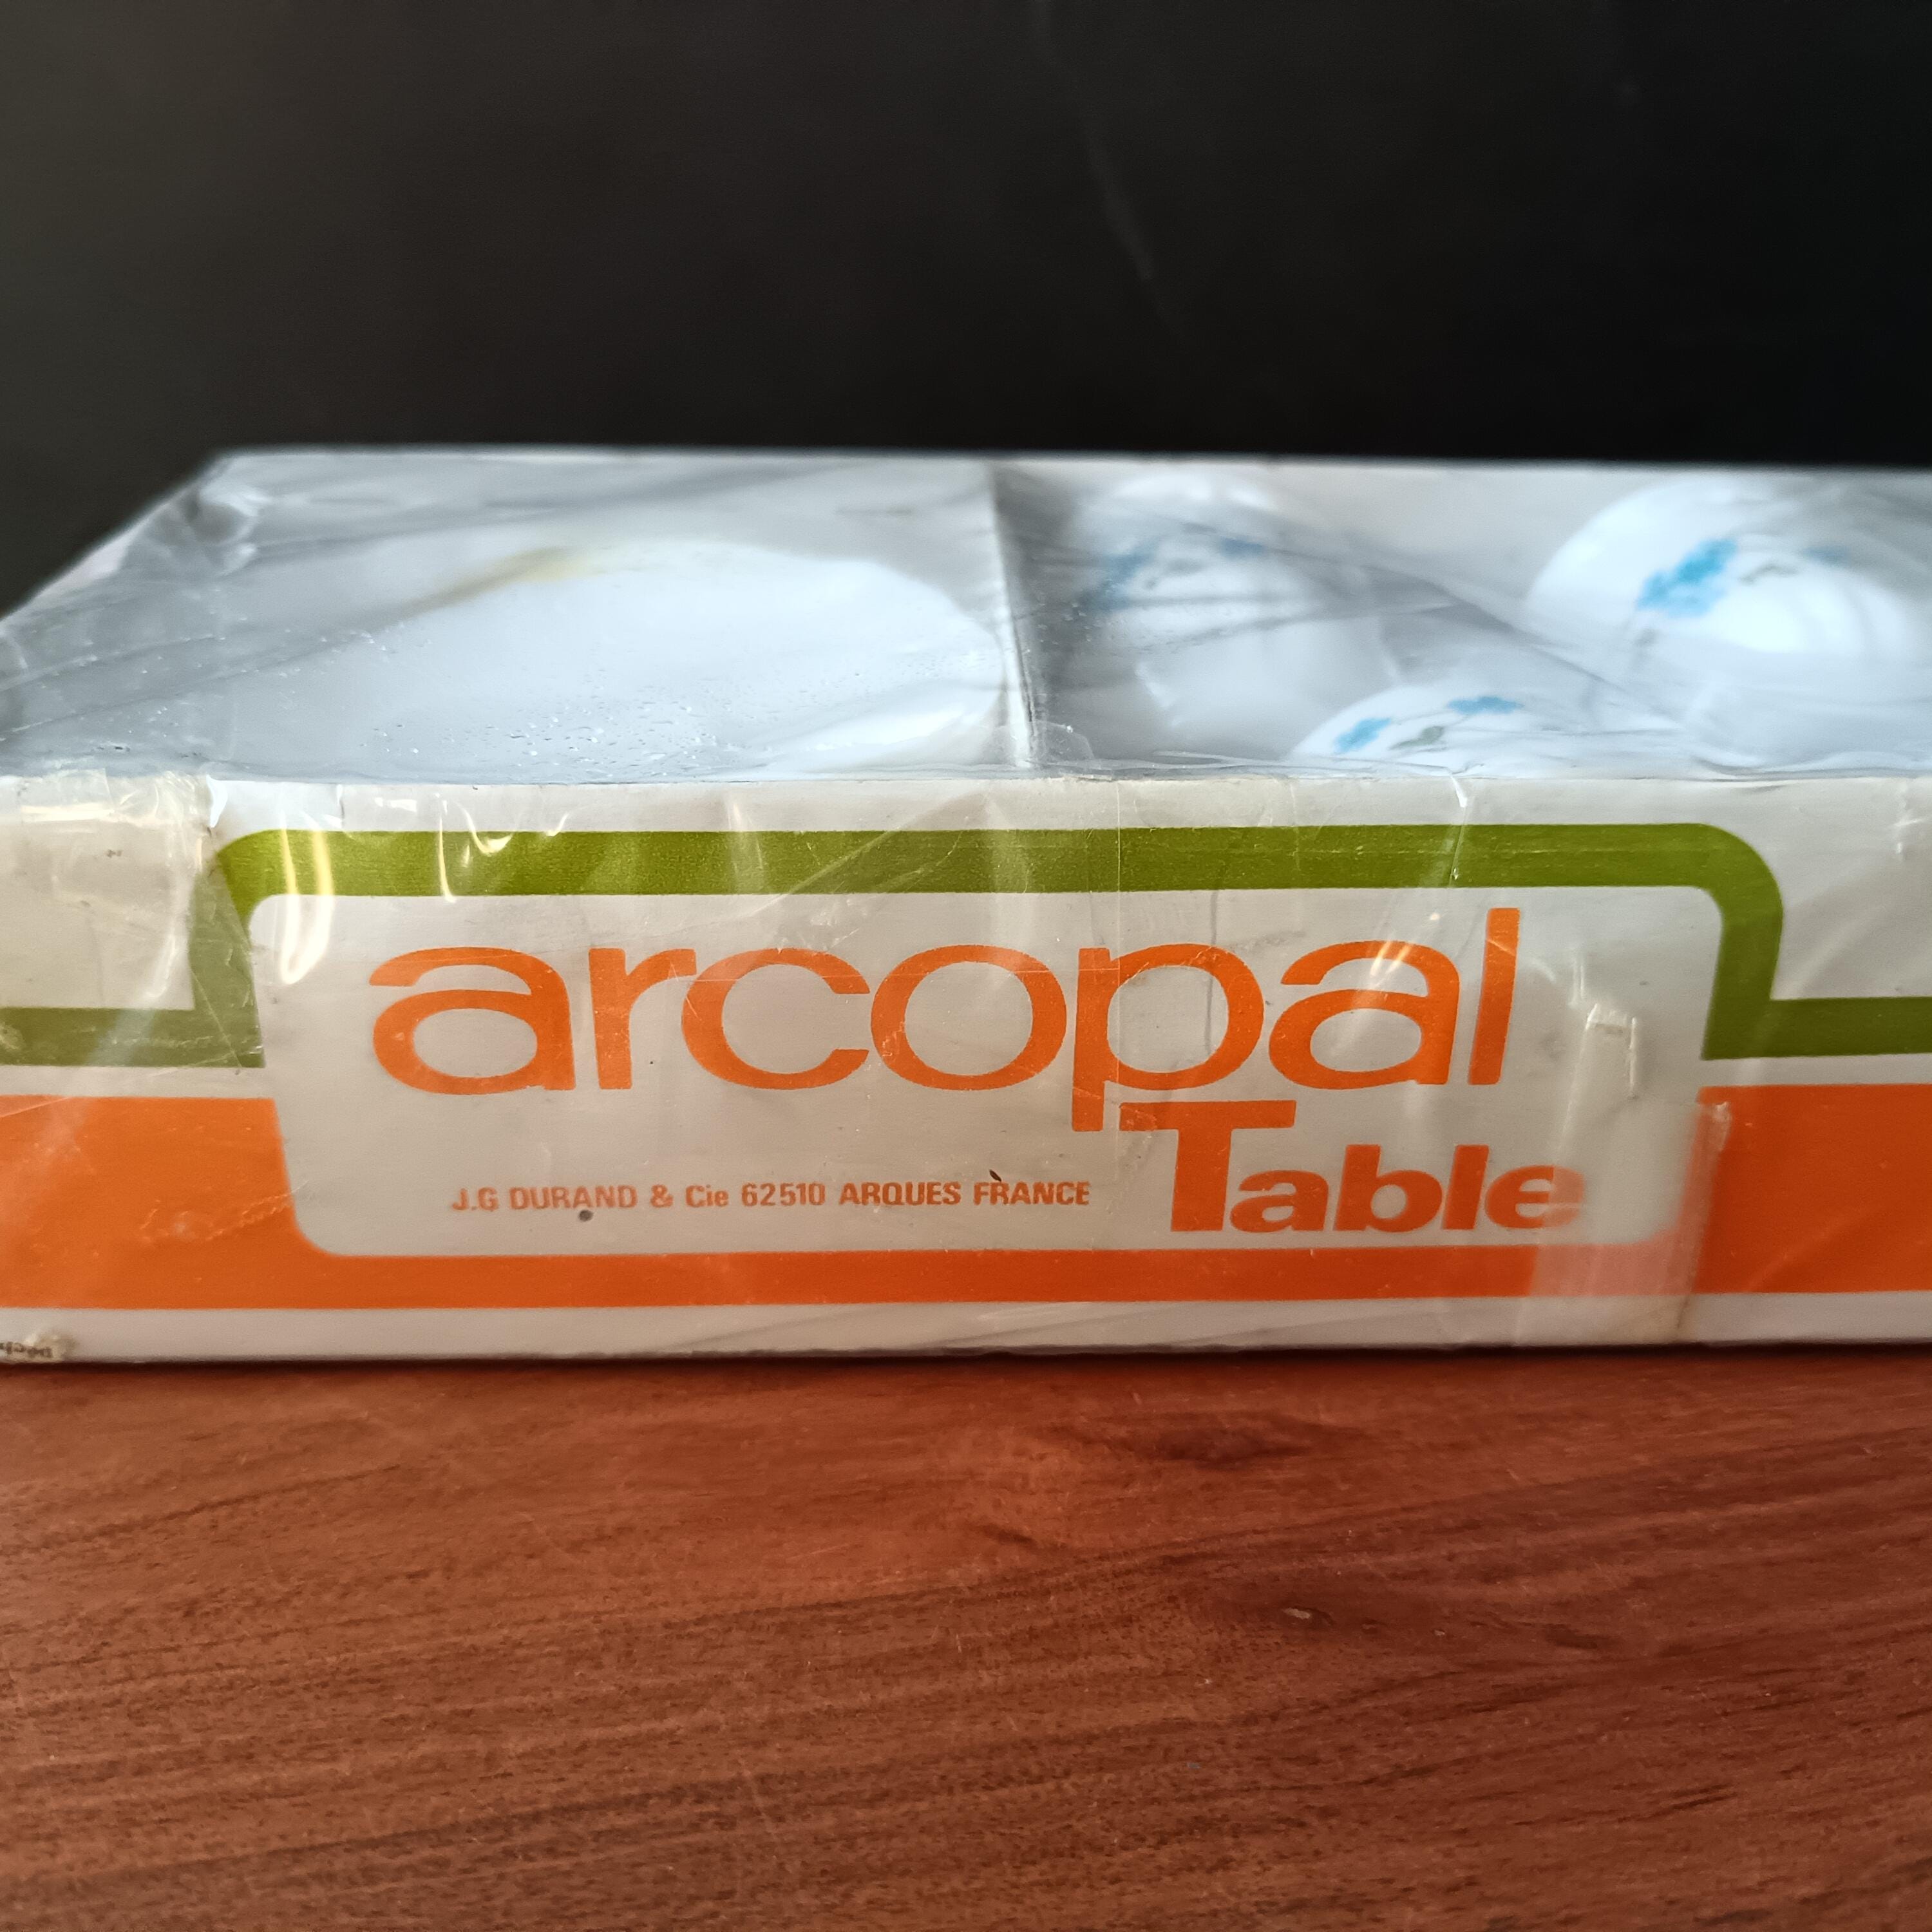 arcopal
Table
J.G DURAND & Cie 62510 ARQUES FRANCE